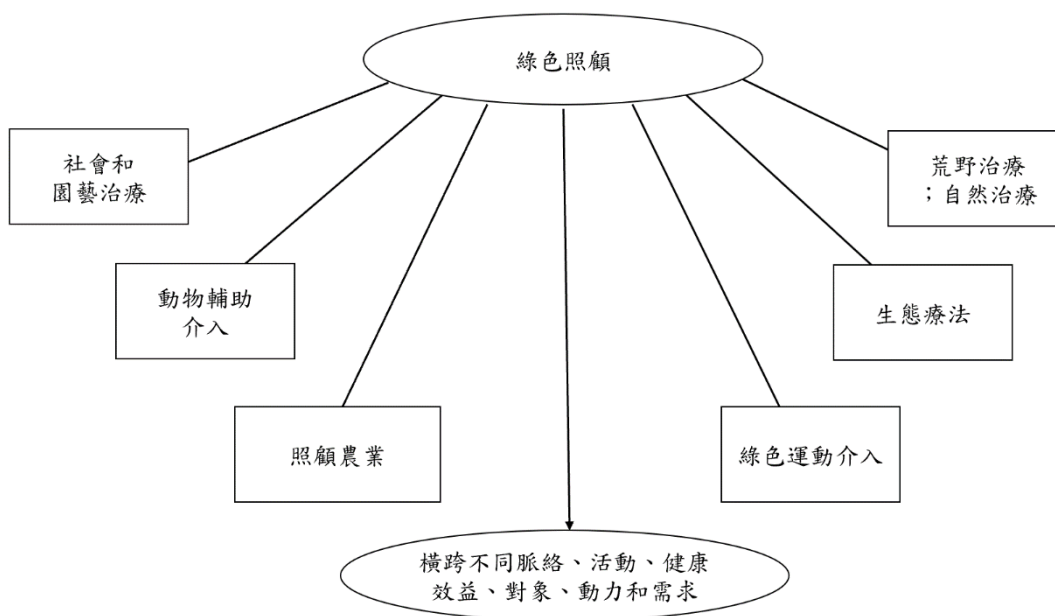 綠色照顧
社會和
園藝治療
荒野治療
；自然治療
動物輔助
介入
生態療法
照顧農業
綠色運動介入
橫跨不同脈絡、活動、健康
效益、對象、動力和需求